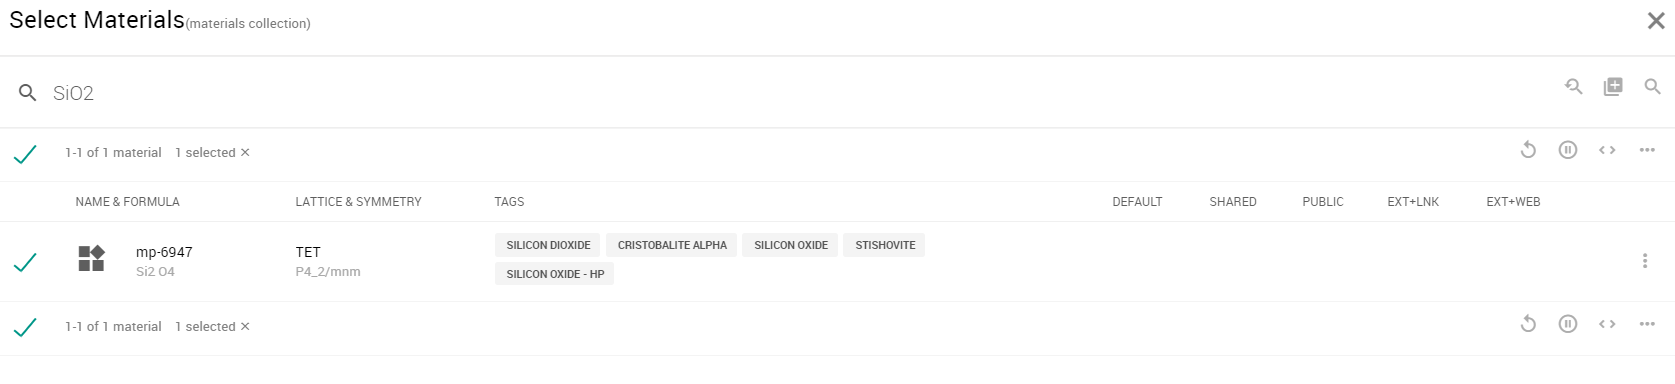 Select Materials(materials collection)
SiO2
1-1 of 1 material 1 selected ×
NAME & FORMULA LATTICE & SYMMETRY TAGS DEFAULT SHARED PUBLIC EXT+LNK EXT+WEB
mp-6947 TET SILICON DIOXIDE CRISTOBALITE ALPHA SILICON OXIDE STISHOVITE
Si2 O4 P4_2/mnm SILICON OXIDE - HP
1-1 of 1 material 1 selected ×